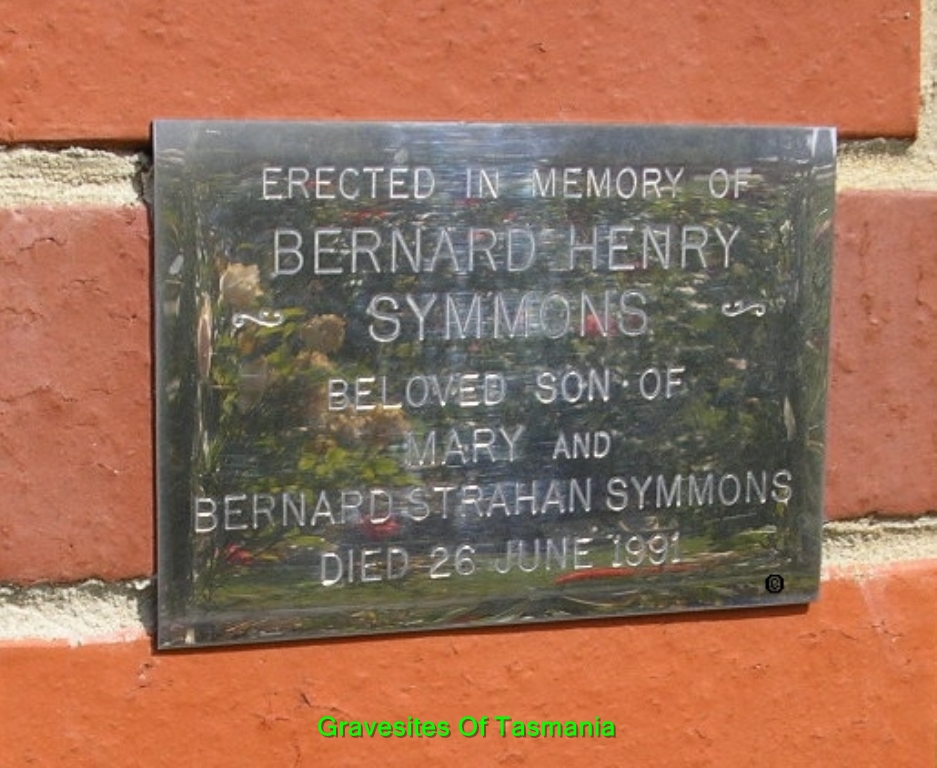 ERECTED IN MEMORY OF
BERNARD HENRY
SYMMONS
BELOVED SON OF
MARY AND
BERNARD STRAHAN SYMMONS
DIED 26 JUNE 1991
Gravesites Of Tasmania